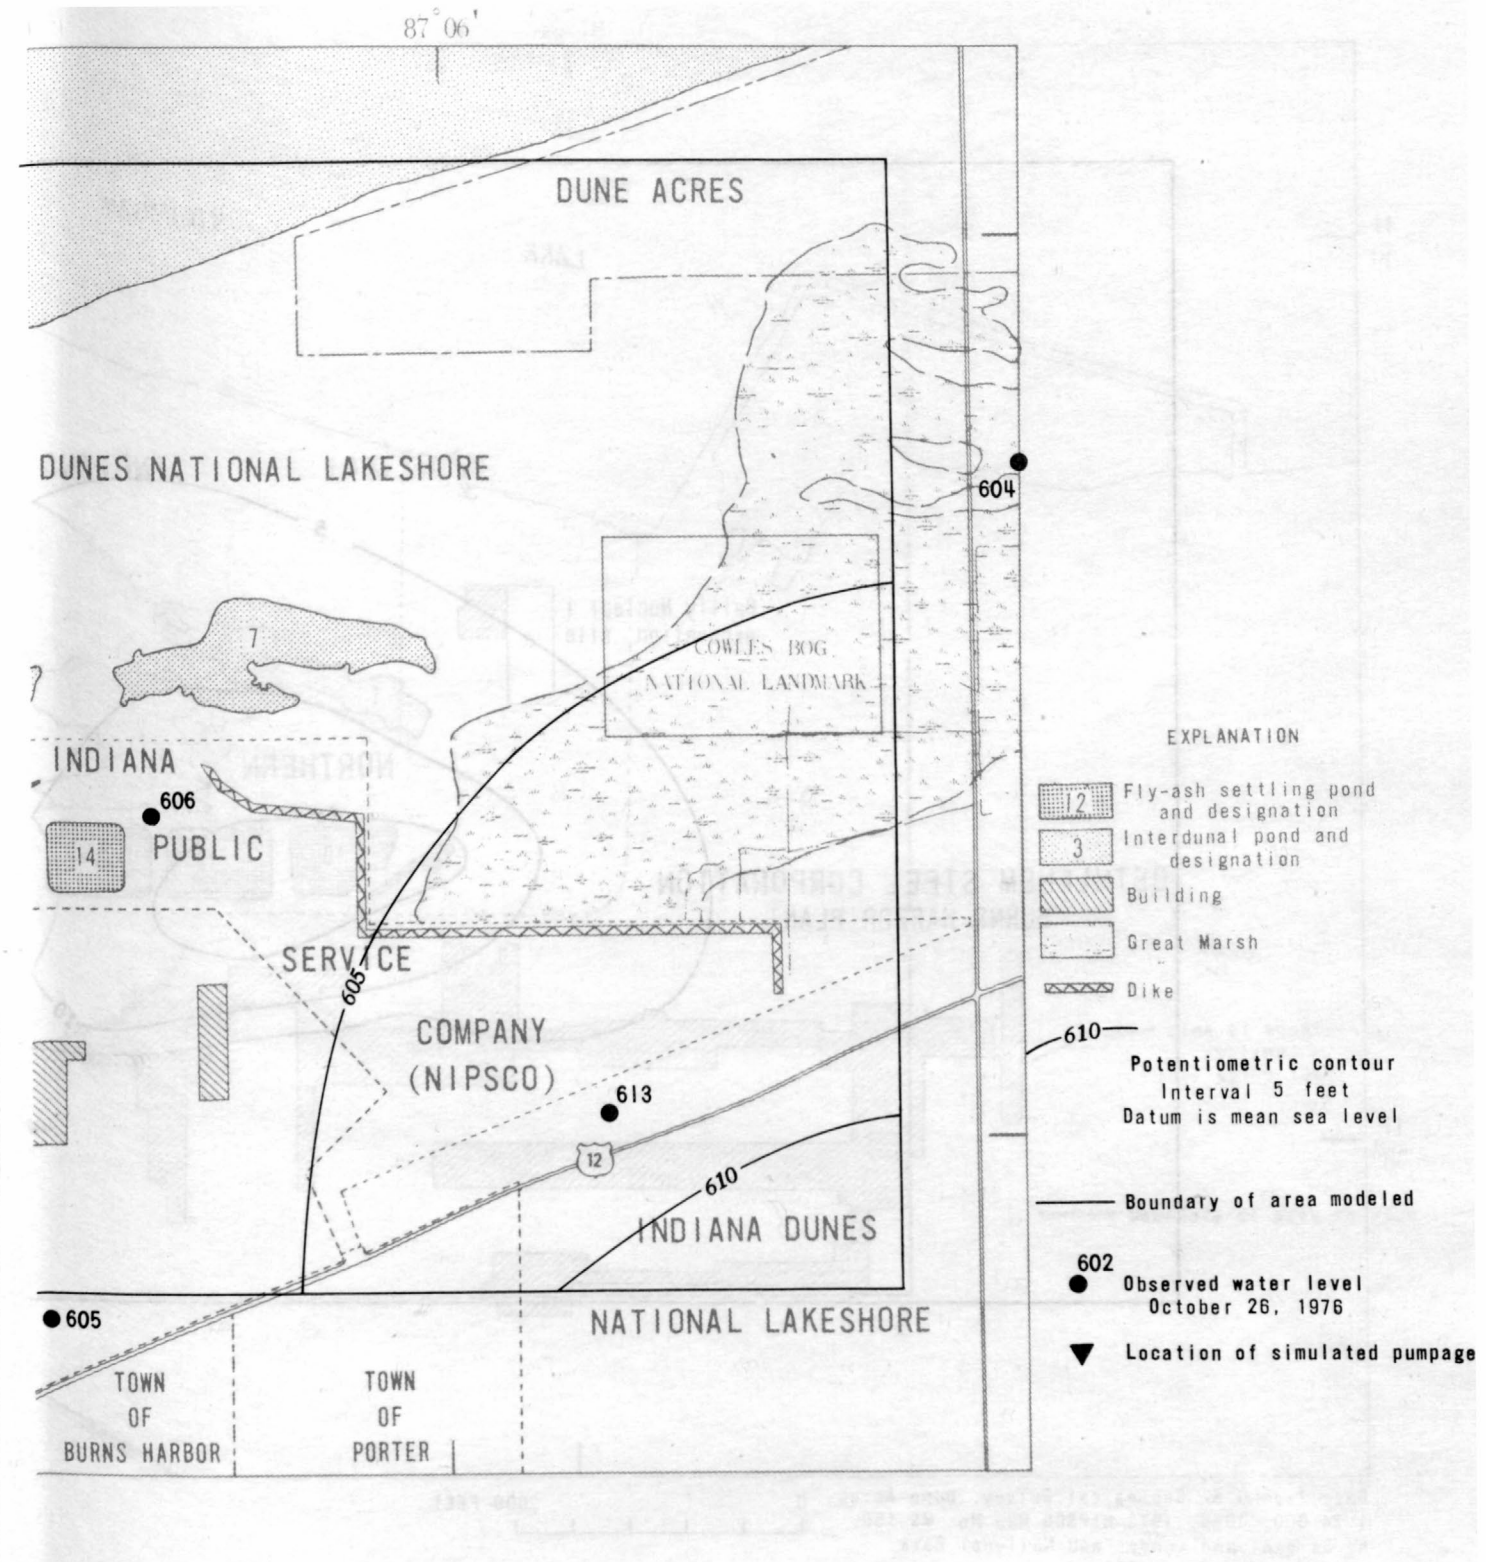 87°06'
DUNE ACRES
DUNES NATIONAL LAKESHORE
604
7
COWLES BOG
NATIONAL LANDMARK
INDIANA
606
14
PUBLIC
SERVICE
605
COMPANY
(NIPSCO)
613
12
610
INDIANA DUNES
605
NATIONAL LAKESHORE
TOWN
OF
BURNS HARBOR
TOWN
OF
PORTER
EXPLANATION
12 Fly-ash settling pond
and designation
3 Interdunal pond and
designation
Building
Great Marsh
Dike
610
Potentiometric contour
Interval 5 feet
Datum is mean sea level
Boundary of area modeled
602
Observed water level
October 26, 1976
Location of simulated pumpage